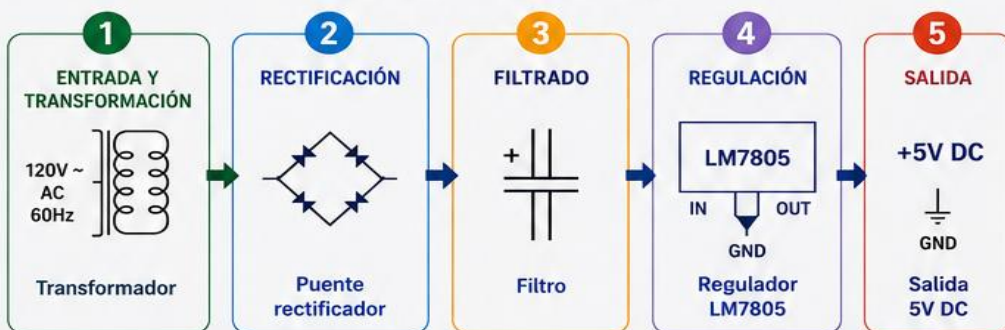 1
ENTRADA Y
TRANSFORMACIÓN
120V ~
AC
60Hz
Transformador
2
RECTIFICACIÓN
Puente
rectificador
3
FILTRADO
+
Filtro
4
REGULACIÓN
LM7805
IN
OUT
GND
Regulador
LM7805
5
SALIDA
+5V DC
GND
Salida
5V DC